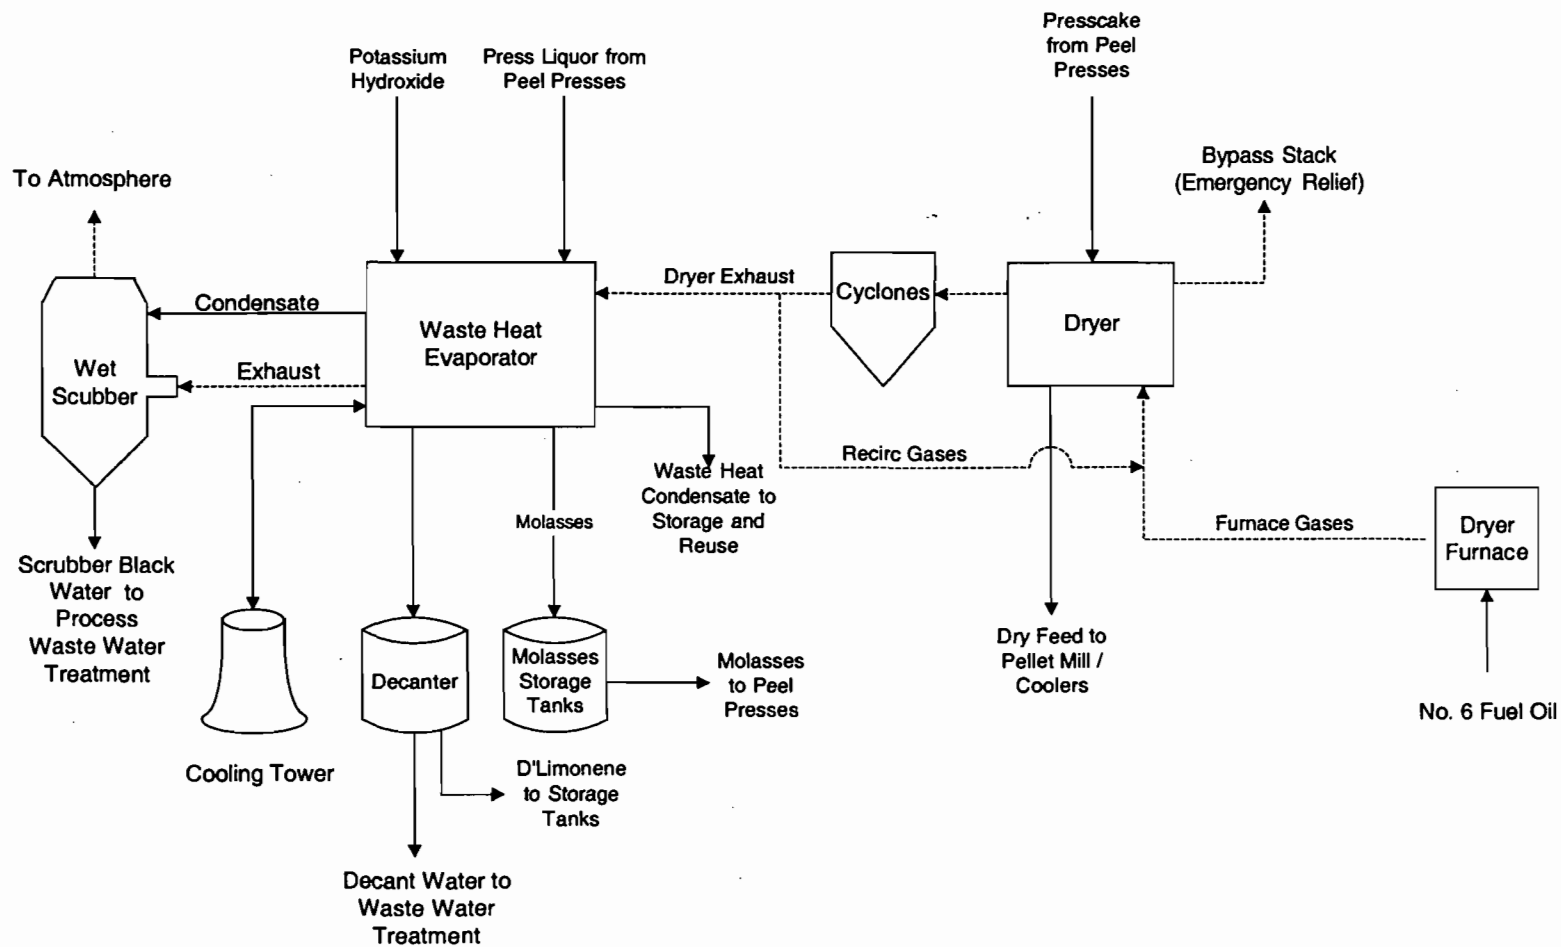 Presscake
from Peel
Presses
Potassium
Hydroxide
Press Liquor from
Peel Presses
Bypass Stack
(Emergency Relief)
To Atmosphere
Dryer Exhaust
Cyclones
Dryer
Condensate
Waste Heat
Evaporator
Wet
Scubber
Exhaust
Recirc Gases
Waste Heat
Condensate to
Storage and
Reuse
Molasses
Furnace Gases
Dryer
Furnace
Scrubber Black
Water to
Process
Waste Water
Treatment
Dry Feed to
Pellet Mill /
Coolers
Decanter
Molasses
Storage
Tanks
Molasses
to Peel
Presses
No. 6 Fuel Oil
Cooling Tower
D'Limonene
to Storage
Tanks
Decant Water to
Waste Water
Treatment